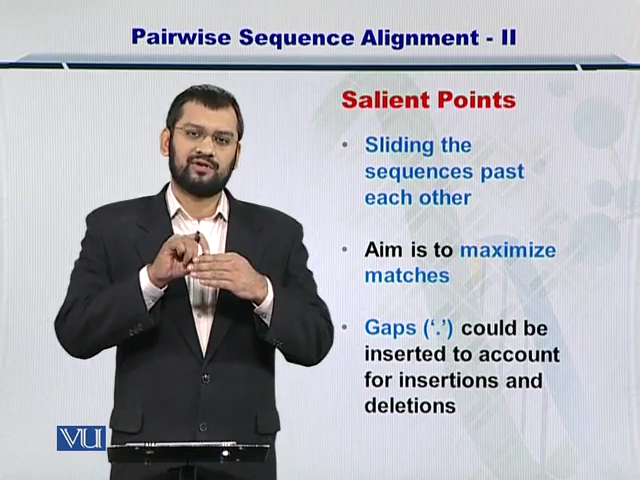 Pairwise Sequence Alignment - II
Salient Points
• Sliding the
sequences past
each other
• Aim is to maximize
matches
• Gaps (‘.’) could be
inserted to account
for insertions and
deletions
VU